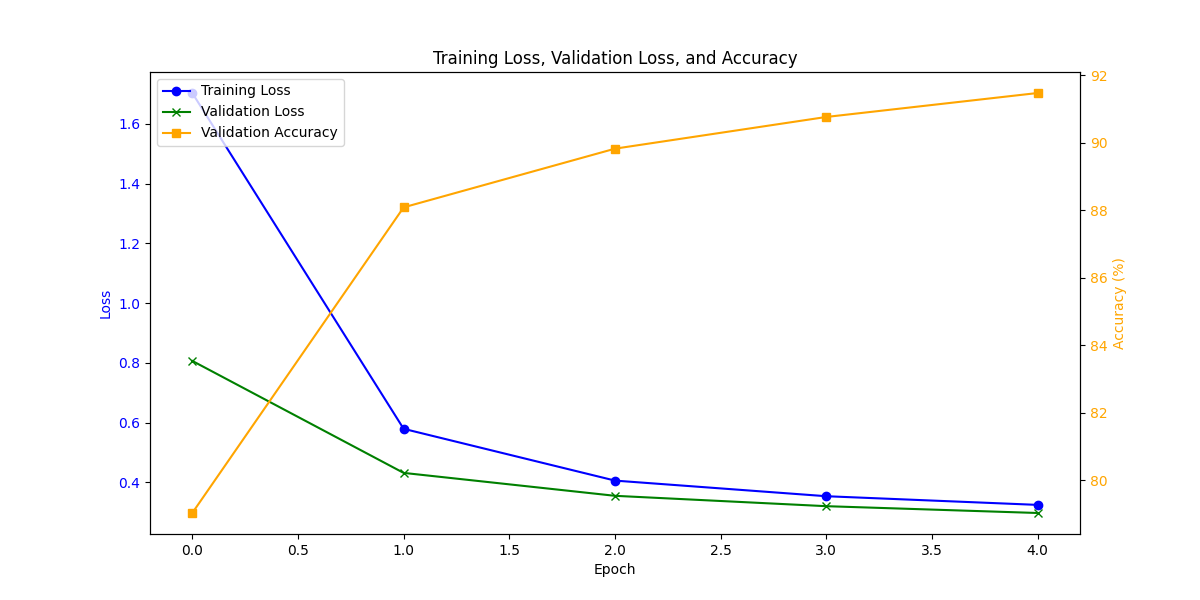 Training Loss, Validation Loss, and Accuracy
Training Loss
Validation Loss
Validation Accuracy
Loss
1.6
1.4
1.2
1.0
0.8
0.6
0.4
92
90
88
86
84
82
80
Accuracy (%)
0.0 0.5 1.0 1.5 2.0 2.5 3.0 3.5 4.0
Epoch